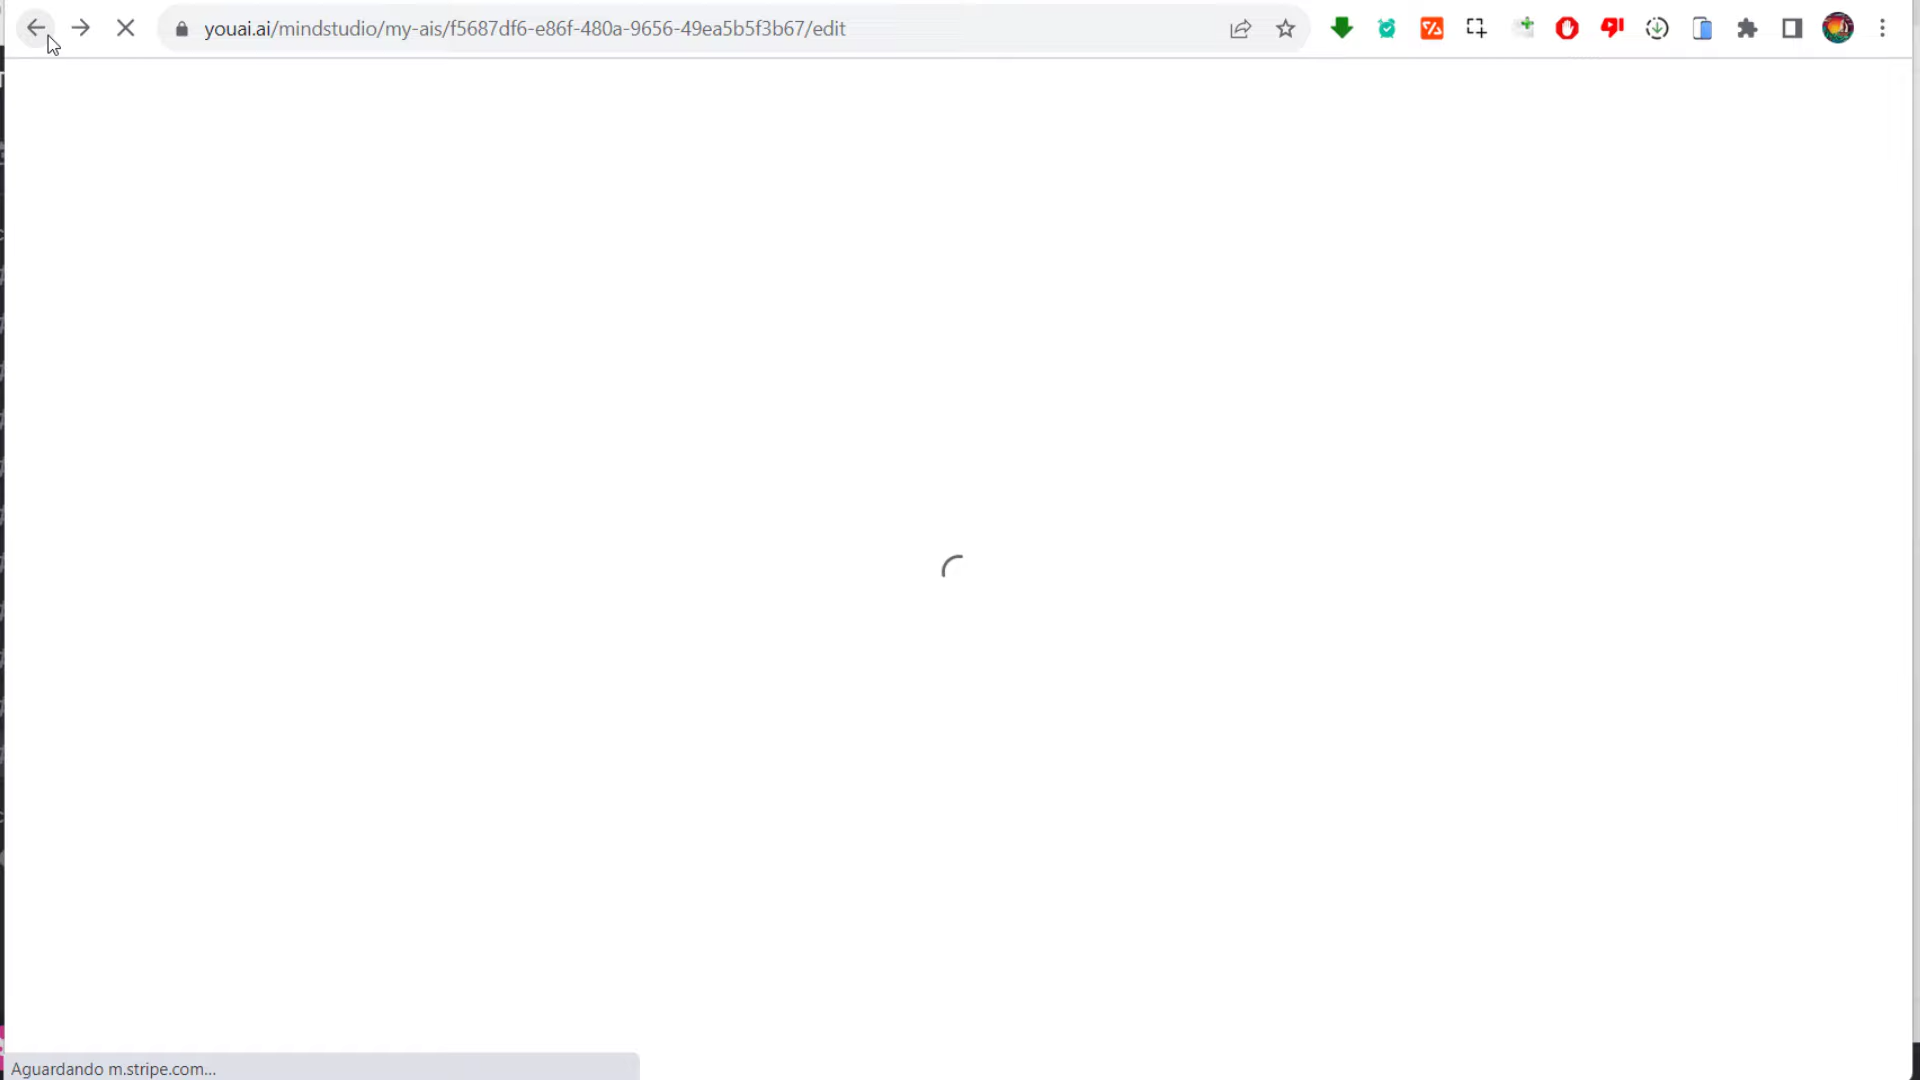 youai.ai/mindstudio/my-ais/f5687df6-e86f-480a-9656-49ea5b5f3b67/edit
Aguardando m.stripe.com...